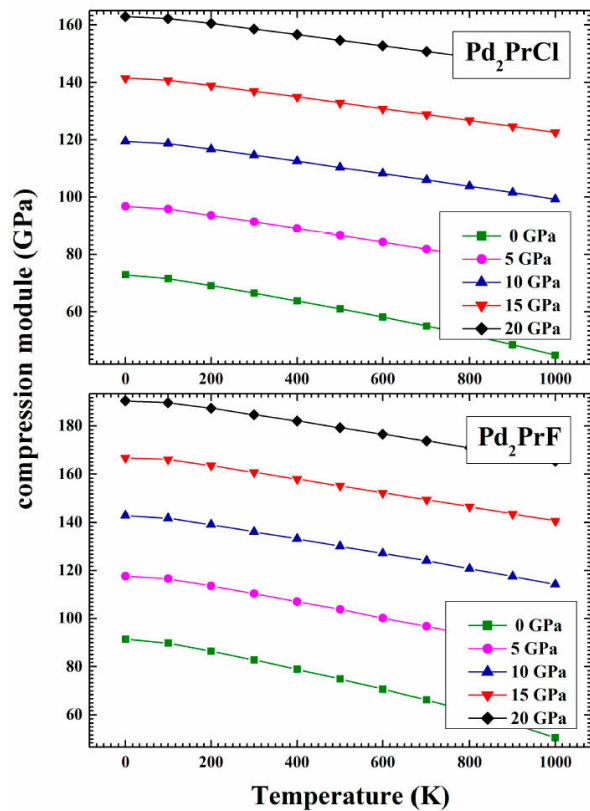 compression module (GPa)
160
140
120
100
80
60
Pd₂PrCl
0 GPa
5 GPa
10 GPa
15 GPa
20 GPa
0 200 400 600 800 1000
180
160
140
120
100
80
60
Pd₂PrF
0 GPa
5 GPa
10 GPa
15 GPa
20 GPa
0 200 400 600 800 1000
Temperature (K)